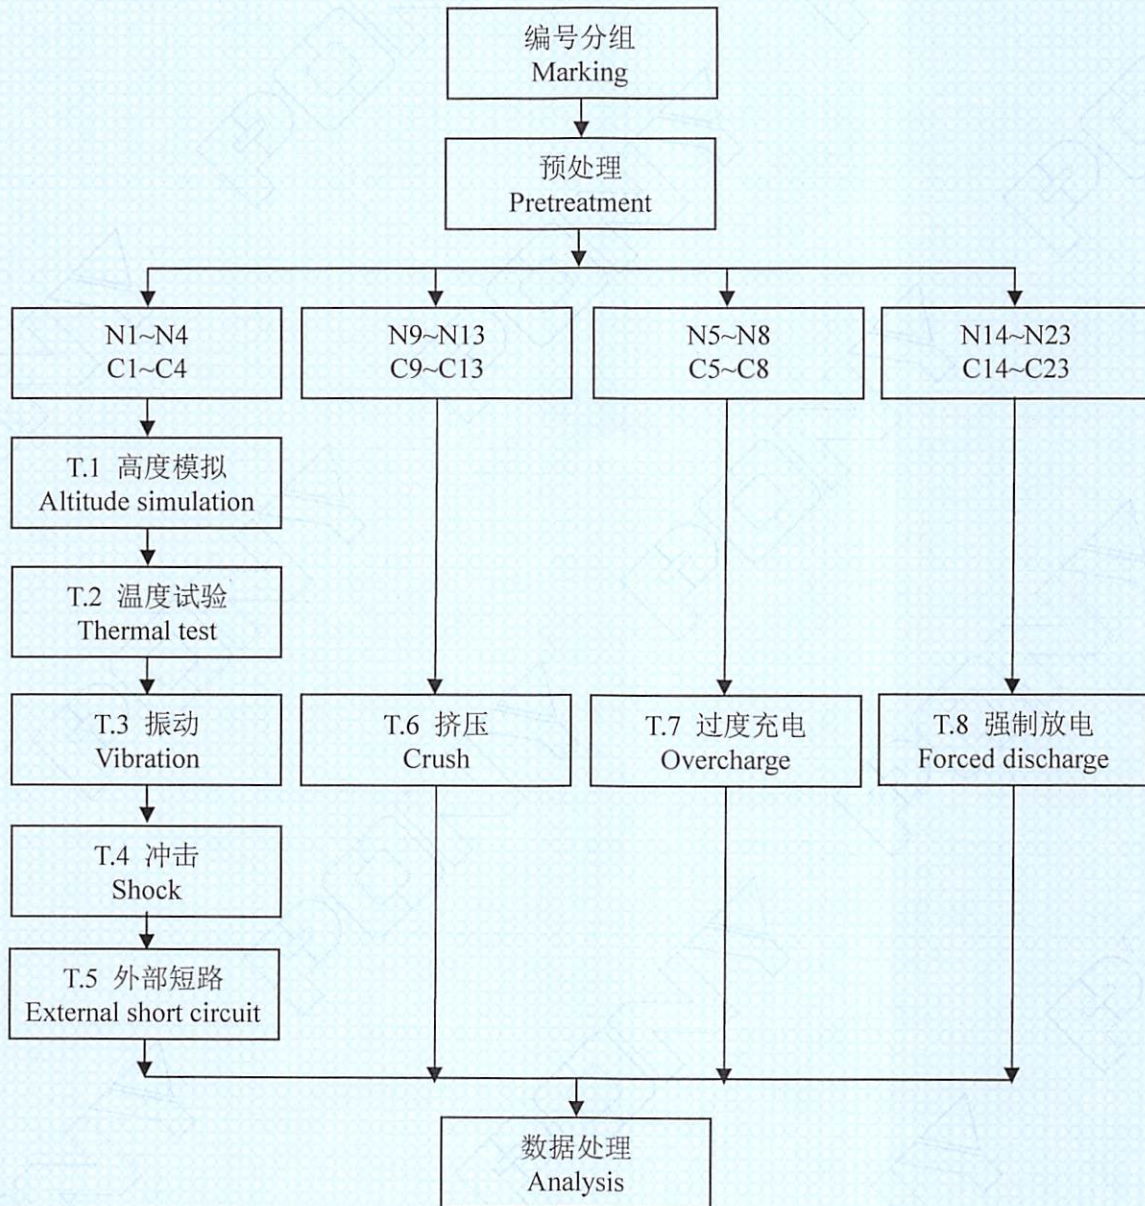 编号分组
Marking
预处理
Pretreatment
N1~N4
C1~C4
N9~N13
C9~C13
N5~N8
C5~C8
N14~N23
C14~C23
T.1 高度模拟
Altitude simulation
T.2 温度试验
Thermal test
T.3 振动
Vibration
T.6 挤压
Crush
T.7 过度充电
Overcharge
T.8 强制放电
Forced discharge
T.4 冲击
Shock
T.5 外部短路
External short circuit
数据处理
Analysis